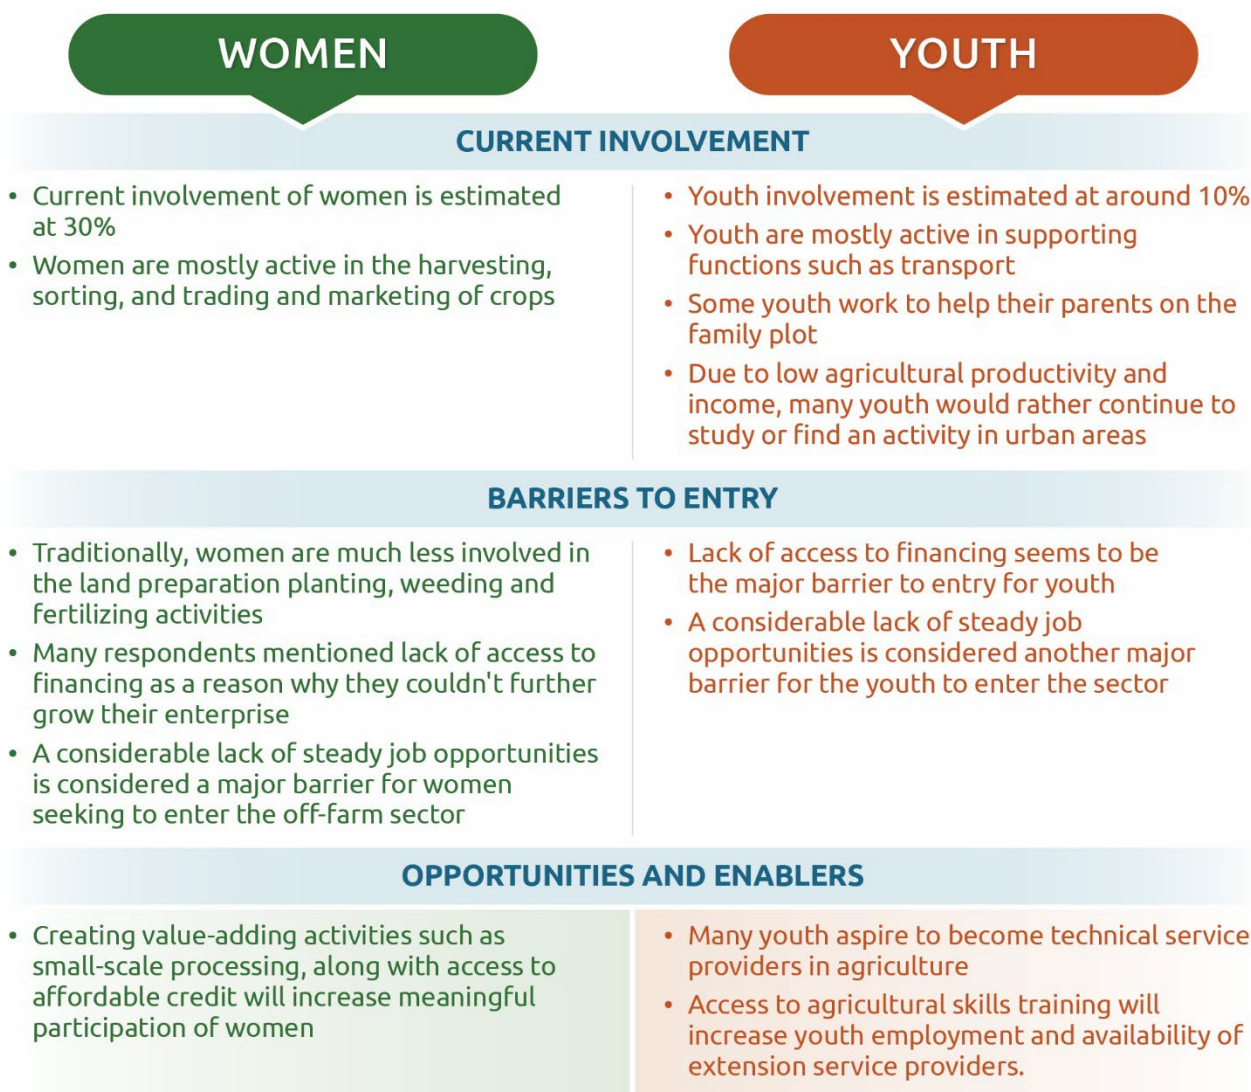 WOMEN
YOUTH
CURRENT INVOLVEMENT
• Current involvement of women is estimated
at 30%
• Women are mostly active in the harvesting,
sorting, and trading and marketing of crops
• Youth involvement is estimated at around 10%
• Youth are mostly active in supporting
functions such as transport
• Some youth work to help their parents on the
family plot
• Due to low agricultural productivity and
income, many youth would rather continue to
study or find an activity in urban areas
BARRIERS TO ENTRY
• Traditionally, women are much less involved in
the land preparation planting, weeding and
fertilizing activities
• Many respondents mentioned lack of access to
financing as a reason why they couldn't further
grow their enterprise
• A considerable lack of steady job opportunities
is considered a major barrier for women
seeking to enter the off-farm sector
• Lack of access to financing seems to be
the major barrier to entry for youth
• A considerable lack of steady job
opportunities is considered another major
barrier for the youth to enter the sector
OPPORTUNITIES AND ENABLERS
• Creating value-adding activities such as
small-scale processing, along with access to
affordable credit will increase meaningful
participation of women
• Many youth aspire to become technical service
providers in agriculture
• Access to agricultural skills training will
increase youth employment and availability of
extension service providers.